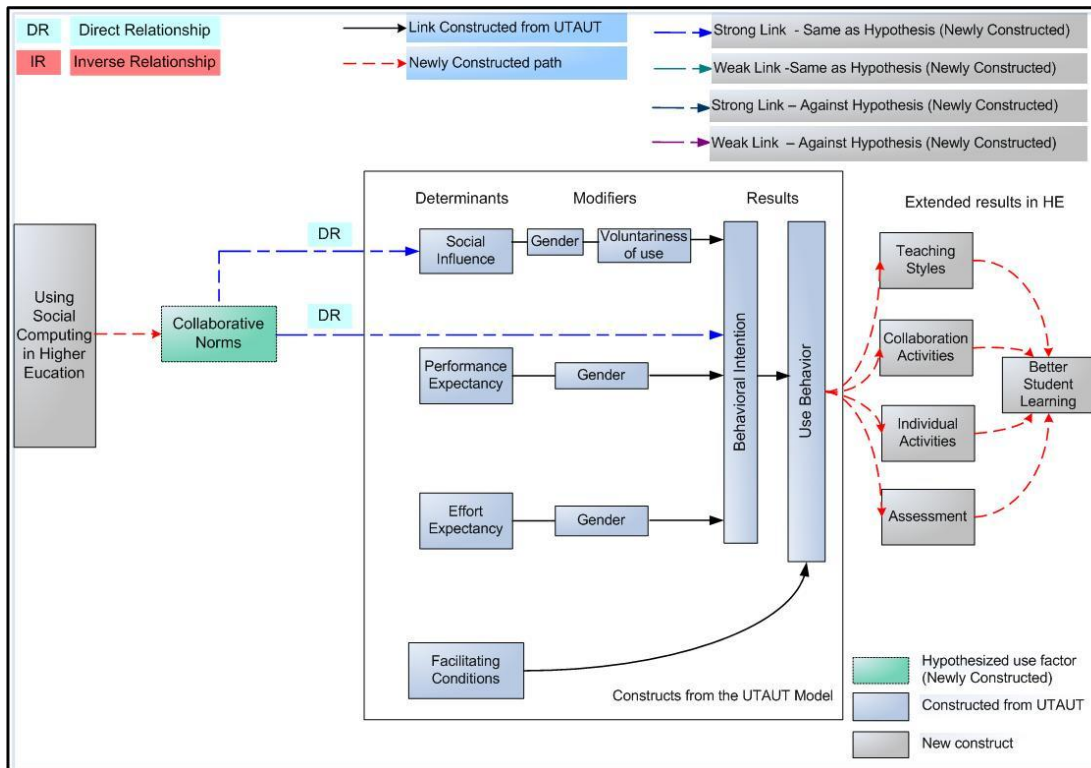 DR
Direct Relationship
IR
Inverse Relationship
Link Constructed from UTAUT
Newly Constructed path
Strong Link - Same as Hypothesis (Newly Constructed)
Weak Link -Same as Hypothesis (Newly Constructed)
Strong Link – Against Hypothesis (Newly Constructed)
Weak Link – Against Hypothesis (Newly Constructed)
Determinants
Modifiers
Results
Extended results in HE
Using
Social
Computing
in Higher
Eucation
Collaborative
Norms
DR
DR
Social
Influence
Gender
Voluntariness
of use
Performance
Expectancy
Gender
Effort
Expectancy
Gender
Facilitating
Conditions
Behavioral Intention
Use Behavior
Constructs from the UTAUT Model
Teaching
Styles
Collaboration
Activities
Individual
Activities
Assessment
Better
Student
Learning
Hypothesized use factor
(Newly Constructed)
Constructed from UTAUT
New construct